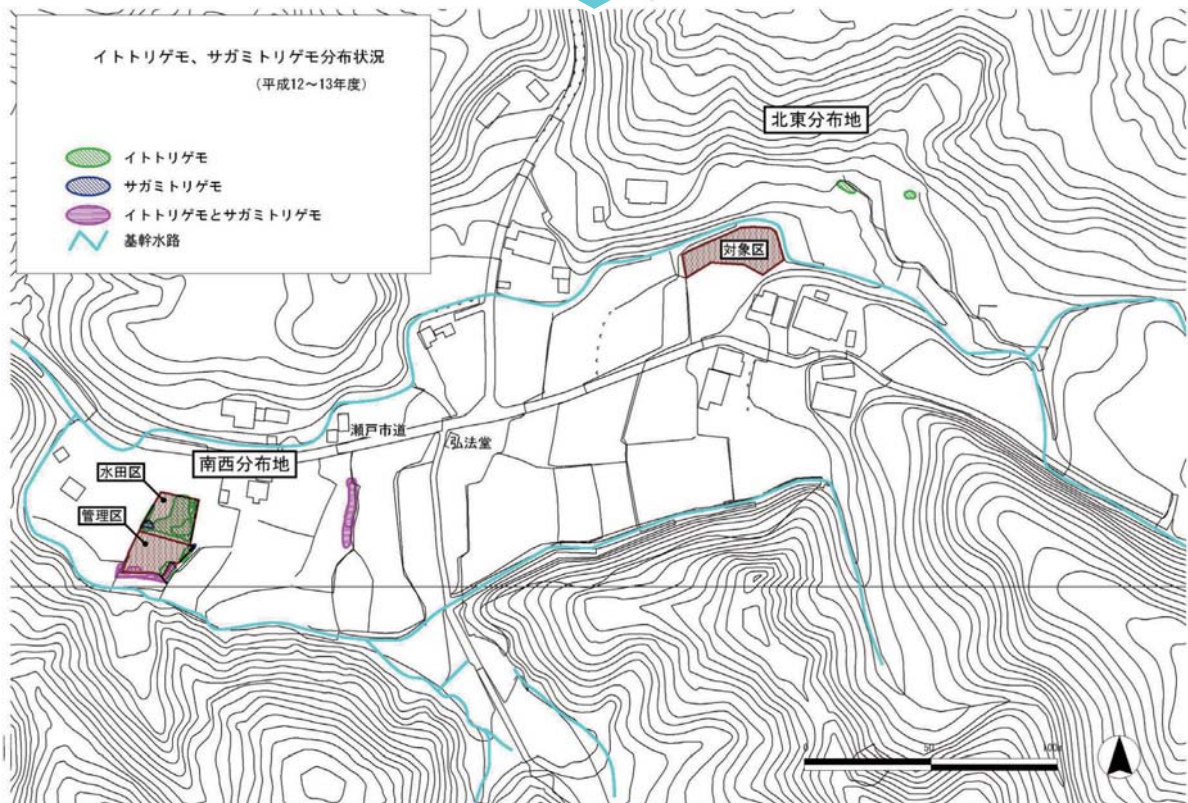 イトトリゲモ、サガミトリゲモ分布状況
(平成12～13年度)
イトトリゲモ
サガミトリゲモ
イトトリゲモとサガミトリゲモ
基幹水路
北東分布地
対象区
瀬戸市道
弘法堂
南西分布地
水田区
管理区
0 50 100m